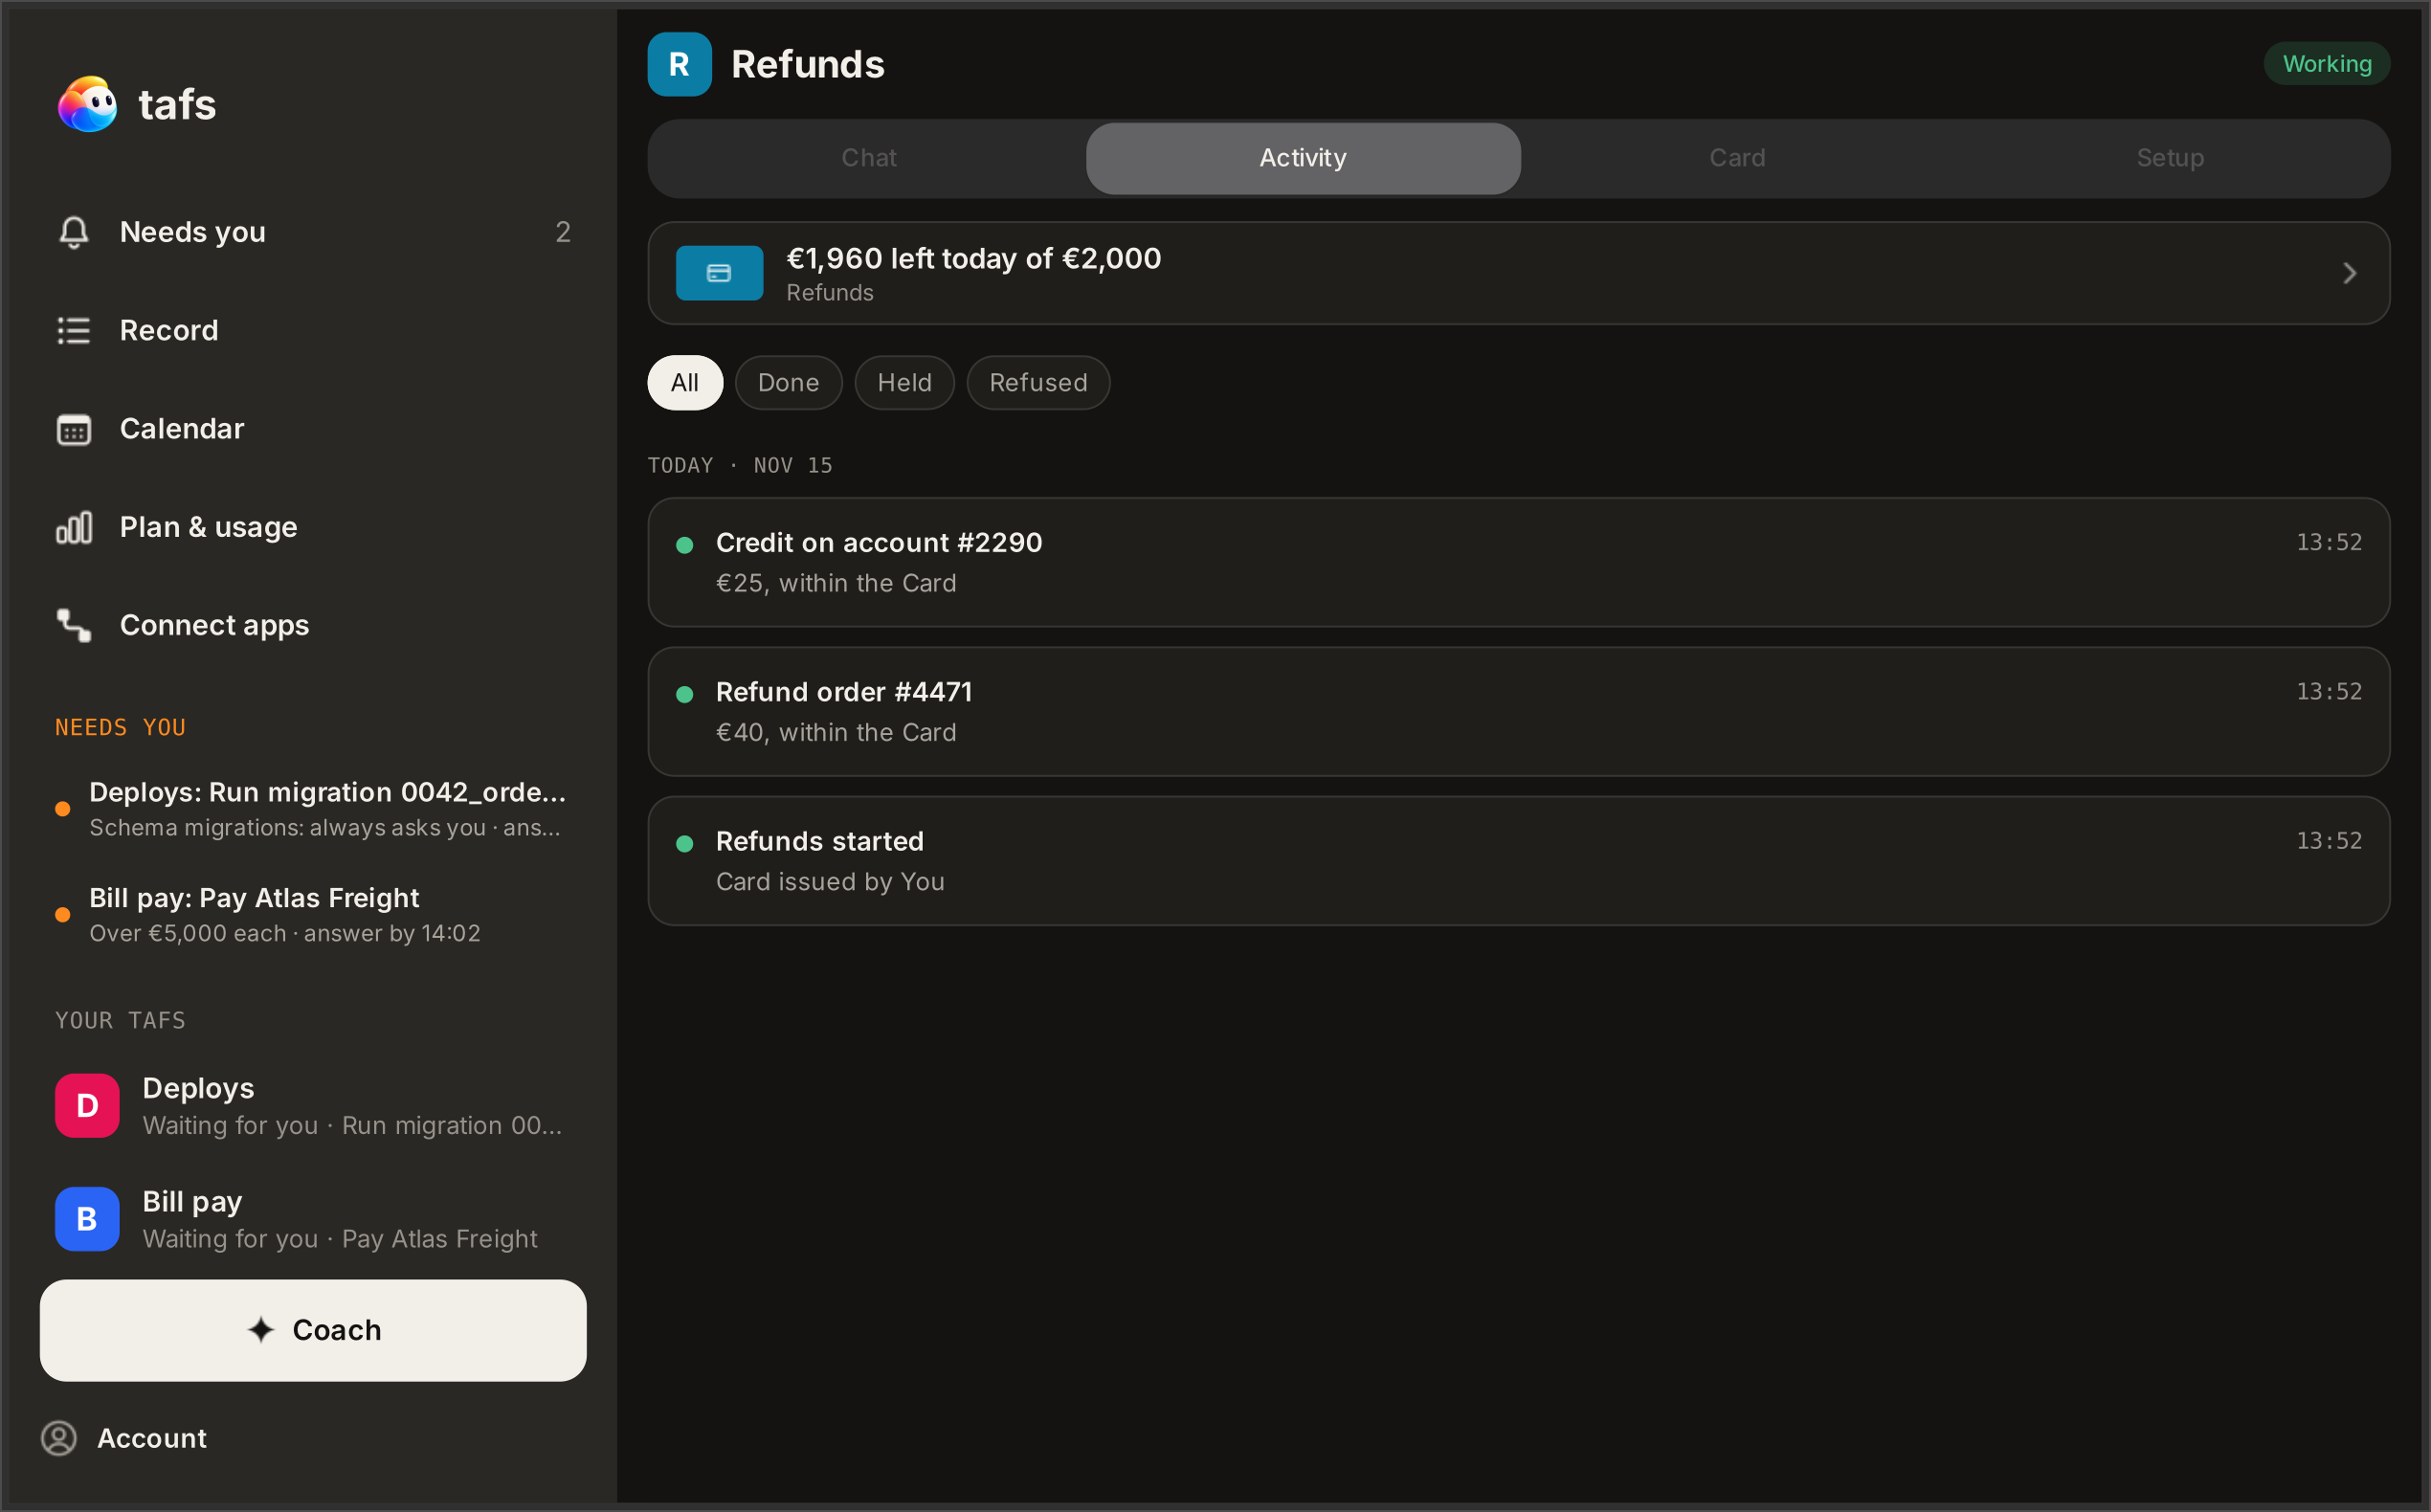 tafs
Needs you 2
Record
Calendar
Plan & usage
Connect apps
NEEDS YOU
Deploys: Run migration 0042_orde...
Schema migrations: always asks you · ans...
Bill pay: Pay Atlas Freight
Over €5,000 each · answer by 14:02
YOUR TAFS
D
Deploys
Waiting for you · Run migration 00...
B
Bill pay
Waiting for you · Pay Atlas Freight
Coach
Account
R
Refunds
Working
Chat Activity Card Setup
€1,960 left today of €2,000
Refunds
All Done Held Refused
TODAY · NOV 15
Credit on account #2290 13:52
€25, within the Card
Refund order #4471 13:52
€40, within the Card
Refunds started 13:52
Card issued by You